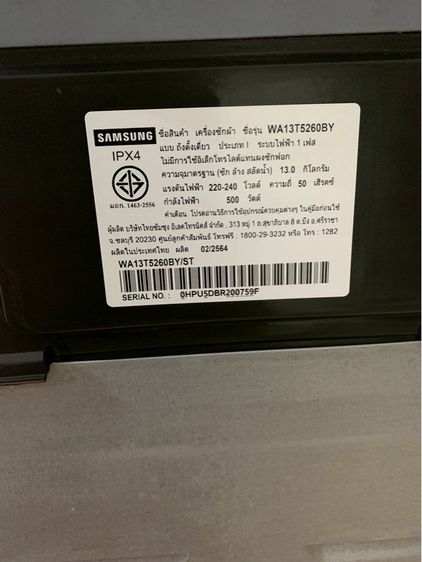 SAMSUNG ชื่อสินค้า เครื่องซักผ้า ชื่อรุ่น WA13T5260BY
IPX4 แบบ ถังตั้งเดี่ยว ประเภท I ระบบไฟฟ้า 1 เฟส
ไม่มีการใช้อิเล็กโทรไลต์แทนผงซักฟอก
ความจุมาตรฐาน (ซัก ล้าง สลัดน้ำ) 13.0 กิโลกรัม
แรงดันไฟฟ้า 220-240 โวลต์ ความถี่ 50 เฮิรตซ์
มอก. 1463-2556 กำลังไฟฟ้า 500 วัตต์
คำเตือน โปรดอ่านวิธีการใช้อุปกรณ์ควบคุมต่างๆ ในคู่มือก่อนใช้
ผู้ผลิต บริษัทไทยซัมซุง อิเลคโทรนิคส์ จำกัด, 313 หมู่ 1 ถ.สุขาภิบาล 8 ต.บึง อ.ศรีราชา
จ.ชลบุรี 20230 ศูนย์ลูกค้าสัมพันธ์ โทรฟรี : 1800-29-3232 หรือ โทร : 1282
ผลิตในประเทศไทย ผลิต 02/2564
WA13T5260BY/ST
SERIAL NO.: 0HPU5DBR200759F